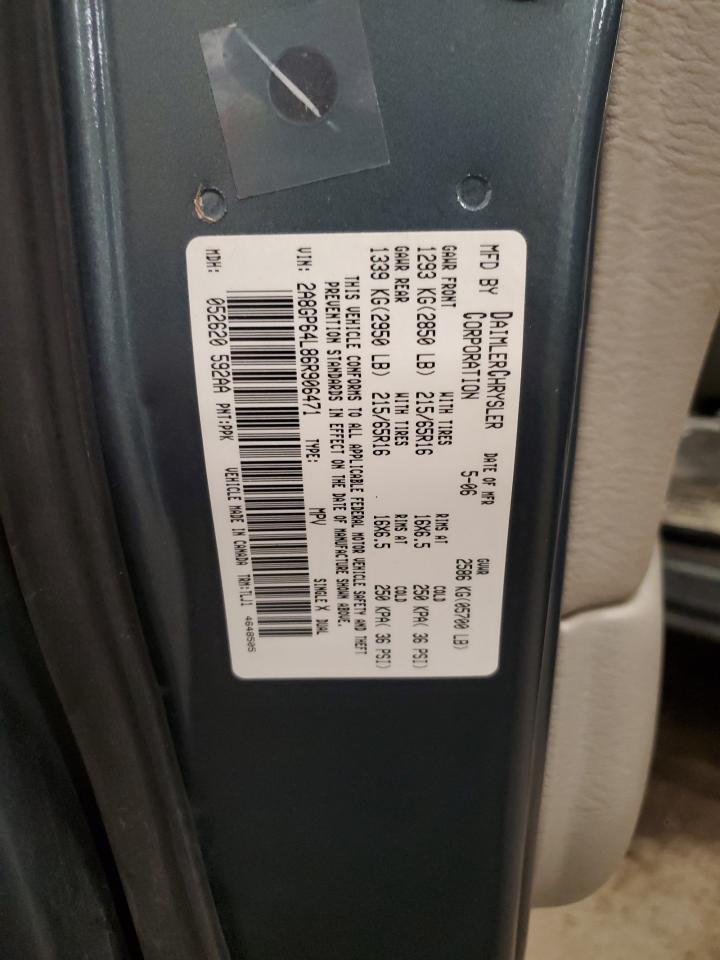 MFD BY DAIMLERCHRYSLER CORPORATION DATE OF MFR 5-06 GVWR 2586 KG(05700 LB)
GAWR FRONT WITH TIRES RIMS AT COLD
1293 KG(2850 LB) 215/65R16 16X6.5 250 KPA( 36 PSI)
GAWR REAR WITH TIRES RIMS AT COLD
1339 KG(2950 LB) 215/65R16 16X6.5 250 KPA( 36 PSI)
THIS VEHICLE CONFORMS TO ALL APPLICABLE FEDERAL MOTOR VEHICLE SAFETY AND THEFT
PREVENTION STANDARDS IN EFFECT ON THE DATE OF MANUFACTURE SHOWN ABOVE.
VIN: 2A8GP64L86R906471 TYPE: MPV SINGLE X DUAL
MDH: 052620 592AA PNT:PPK VEHICLE MADE IN CANADA TRM:TLJ1 4648505